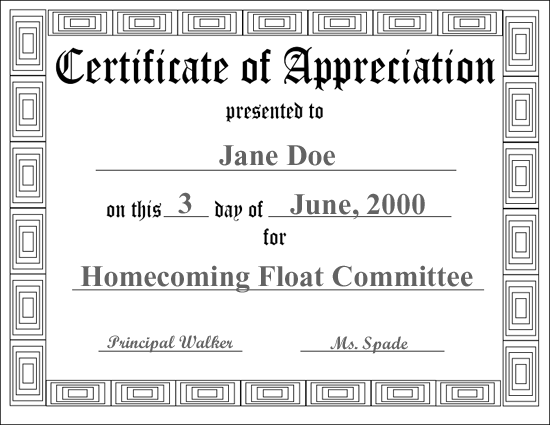 Certificate of Appreciation
presented to
Jane Doe
on this 3 day of June, 2000
for
Homecoming Float Committee
Principal Walker Ms. Spade